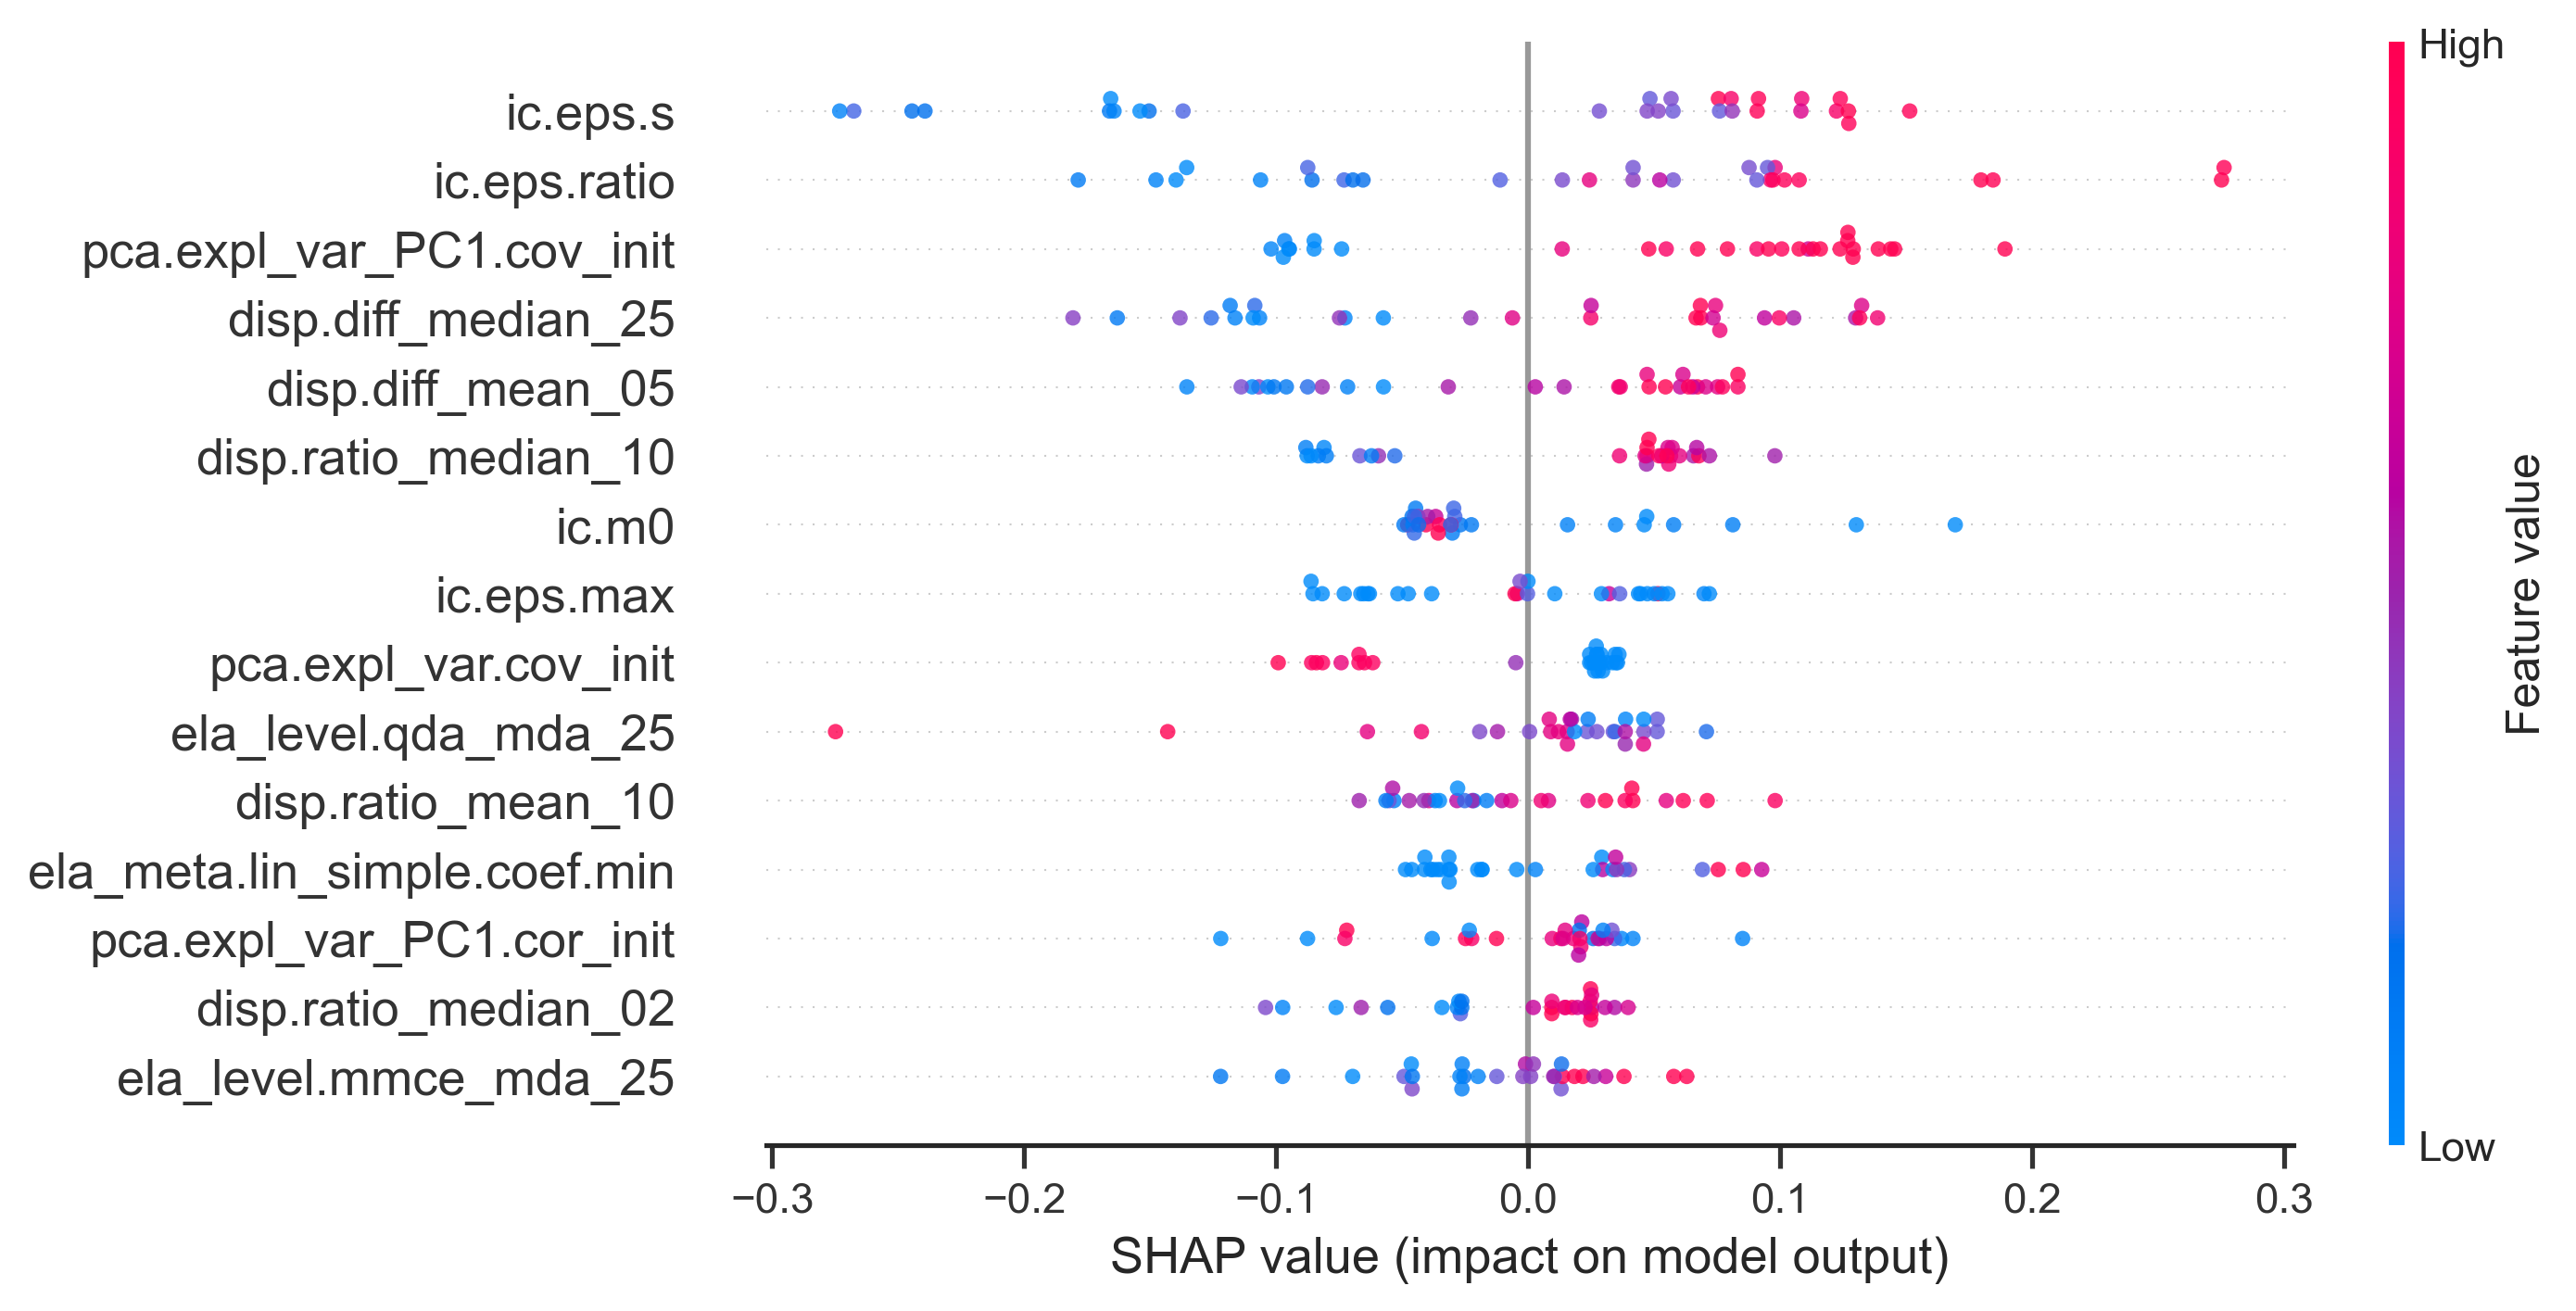 High
ic.eps.s
ic.eps.ratio
pca.expl_var_PC1.cov_init
disp.diff_median_25
disp.diff_mean_05
disp.ratio_median_10
ic.m0
ic.eps.max
pca.expl_var.cov_init
ela_level.qda_mda_25
disp.ratio_mean_10
ela_meta.lin_simple.coef.min
pca.expl_var_PC1.cor_init
disp.ratio_median_02
ela_level.mmce_mda_25
Feature value
Low
−0.3 −0.2 −0.1 0.0 0.1 0.2 0.3
SHAP value (impact on model output)